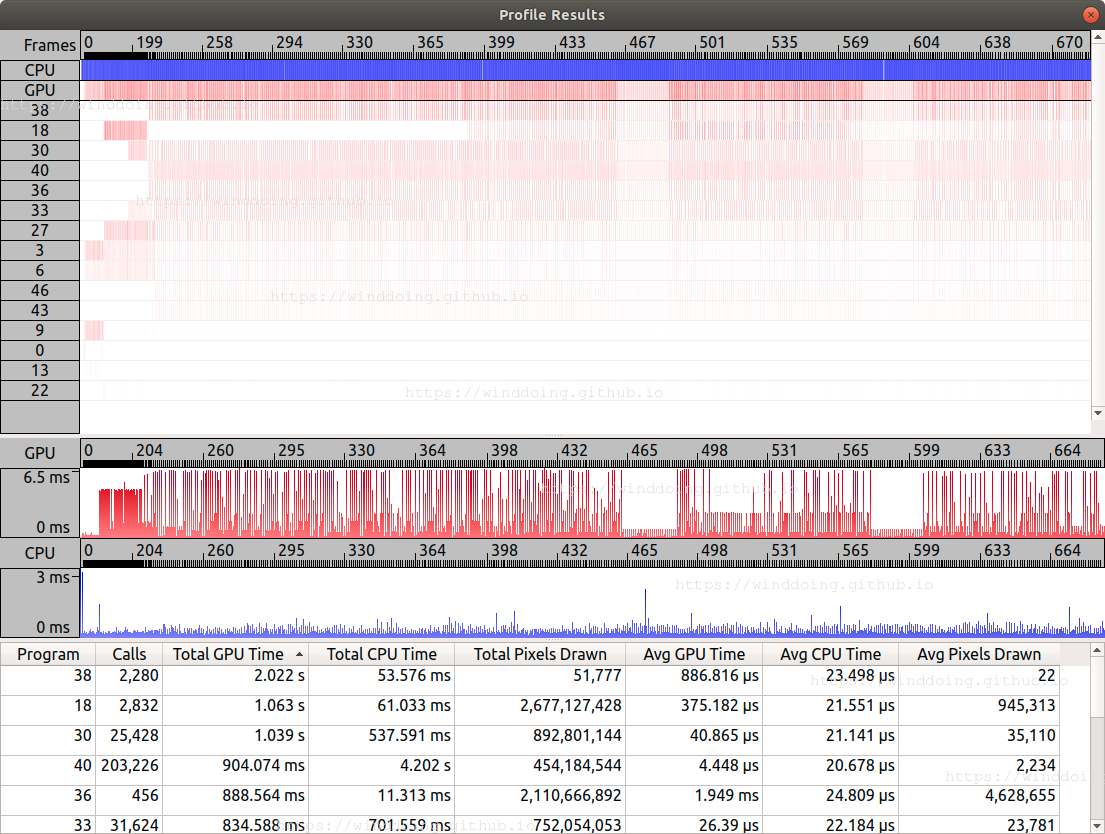 Profile Results
Frames 0 199 258 294 330 365 399 433 467 501 535 569 604 638 670
CPU
GPU
https://winddoing.github.io
38
18
30
40
36
https://winddoing.github.io
33
27
3
6
46
https://winddoing.github.io
43
9
0
13
22
https://winddoing.github.io
GPU 0 204 260 295 330 364 398 432 465 498 531 565 599 633 664
6.5 ms
https://winddoing.github.io
0 ms
CPU 0 204 260 295 330 364 398 432 465 498 531 565 599 633 664
3 ms
https://winddoing.github.io
0 ms
Program Calls Total GPU Time Total CPU Time Total Pixels Drawn Avg GPU Time Avg CPU Time Avg Pixels Drawn
38 2,280 2.022 s 53.576 ms 51,777 886.816 µs 23.498 µs 22
https://winddoing.github.io
18 2,832 1.063 s 61.033 ms 2,677,127,428 375.182 µs 21.551 µs 945,313
30 25,428 1.039 s 537.591 ms 892,801,144 40.865 µs 21.141 µs 35,110
40 203,226 904.074 ms 4.202 s 454,184,544 4.448 µs 20.678 µs 2,234
https://winddoi
36 456 888.564 ms 11.313 ms 2,110,666,892 1.949 ms 24.809 µs 4,628,655
33 31,624 834.588 ms 701.559 ms 752,054,053 26.39 µs 22.184 µs 23,781
https://winddoing.github.io